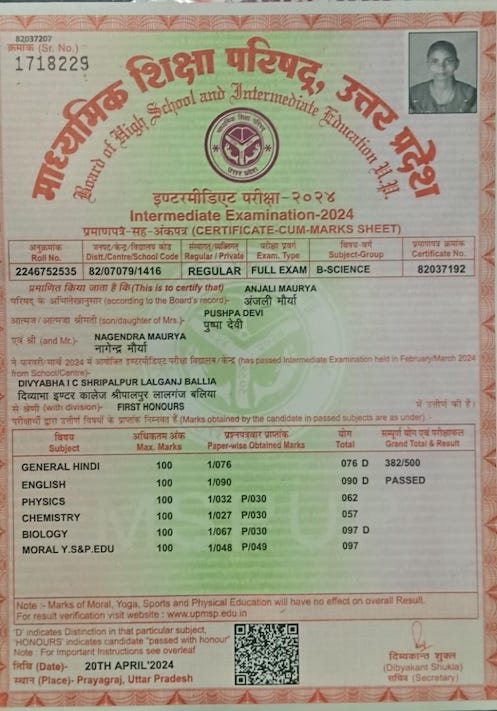 82037207
क्रमांक (Sr. No.)
1718229
माध्यमिक शिक्षा परिषद्, उत्तर प्रदेश
Board of High School and Intermediate Education U.P.
इण्टरमीडिएट परीक्षा-२०२४
Intermediate Examination-2024
प्रमाणपत्र-सह-अंकपत्र (CERTIFICATE-CUM-MARKS SHEET)
अनुक्रमांक जनपद/केन्द्र/विद्यालय कोड संस्थागत/व्यक्तिगत परीक्षा प्रवर्ग विषय-वर्ग प्रमाणपत्र क्रमांक
Roll No. Distt./Centre/School Code Regular / Private Exam. Type Subject-Group Certificate No.
2246752535 82/07079/1416 REGULAR FULL EXAM B-SCIENCE 82037192
प्रमाणित किया जाता है कि (This is to certify that) ANJALI MAURYA
परिषद् के अभिलेखानुसार (according to the Board's record)- अंजली मौर्या
आत्मज / आत्मजा श्रीमती (son/daughter of Mrs.)- PUSHPA DEVI
पुष्पा देवी
एवं श्री (and Mr.)- NAGENDRA MAURYA
नागेन्द्र मौर्या
ने फरवरी/मार्च 2024 में आयोजित इण्टरमीडिएट परीक्षा विद्यालय/केन्द्र (has passed Intermediate Examination held in February/March 2024
from School/Centre)-
DIVYABHA I C SHRIPALPUR LALGANJ BALLIA
दिव्याभा इण्टर कालेज श्रीपालपुर लालगंज बलिया
से श्रेणी (with division)- FIRST HONOURS में उत्तीर्ण की है।
परीक्षार्थी द्वारा उत्तीर्ण विषयों के प्राप्तांक निम्नवत हैं (Marks obtained by the candidate in passed subjects are as under) :-
विषय अधिकतम अंक प्रश्नपत्रवार प्राप्तांक योग सम्पूर्ण योग एवं परीक्षाफल
Subject Max. Marks Paper-wise Obtained Marks Total Grand Total & Result
GENERAL HINDI 100 1/076 076 D 382/500
ENGLISH 100 1/090 090 D PASSED
PHYSICS 100 1/032 P/030 062
CHEMISTRY 100 1/027 P/030 057
BIOLOGY 100 1/067 P/030 097 D
MORAL Y.S&P.EDU 100 1/048 P/049 097
Note :- Marks of Moral, Yoga, Sports and Physical Education will have no effect on overall Result.
For result verification visit website : www.upmsp.edu.in
'D' indicates Distinction in that particular subject,
'HONOURS' indicates candidate "passed with honour"
Note : For Important Instructions see overleaf
तिथि (Date)- 20TH APRIL'2024
स्थान (Place)- Prayagraj, Uttar Pradesh
दिब्यकान्त शुक्ल
(Dibyakant Shukla)
सचिव (Secretary)